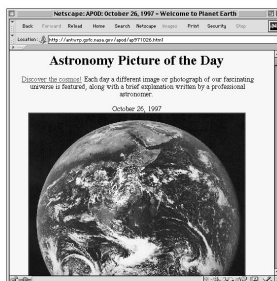 Netscape: APOD: October 26, 1997 - Welcome to Planet Earth
Back Forward Reload Home Search Netscape Images Print Security Stop
Location: http://antwrp.gsfc.nasa.gov/apod/ap971026.html
Astronomy Picture of the Day
Discover the cosmos! Each day a different image or photograph of our fascinating
universe is featured, along with a brief explanation written by a professional
astronomer.
October 26, 1997